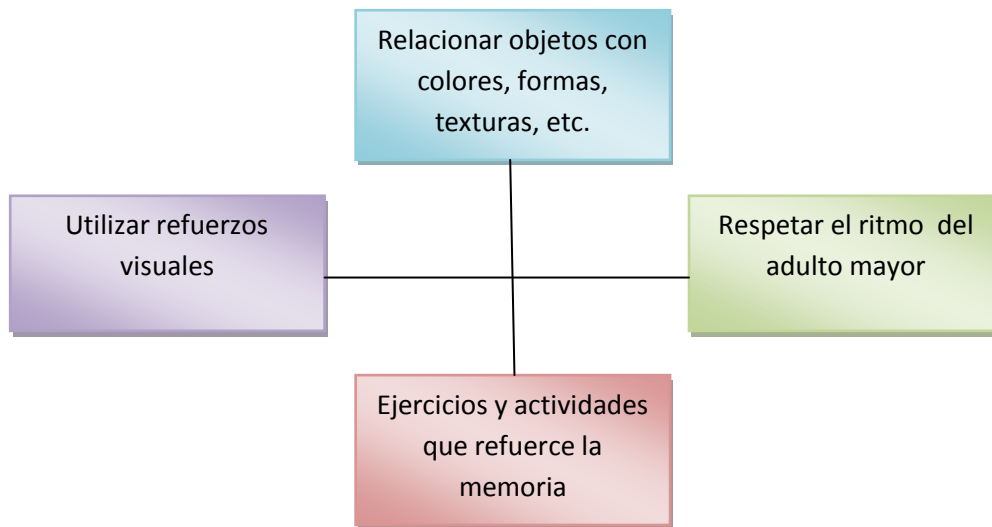 Relacionar objetos con
colores, formas,
texturas, etc.
Utilizar refuerzos
visuales
Respetar el ritmo  del
adulto mayor
Ejercicios y actividades
que refuerce la
memoria